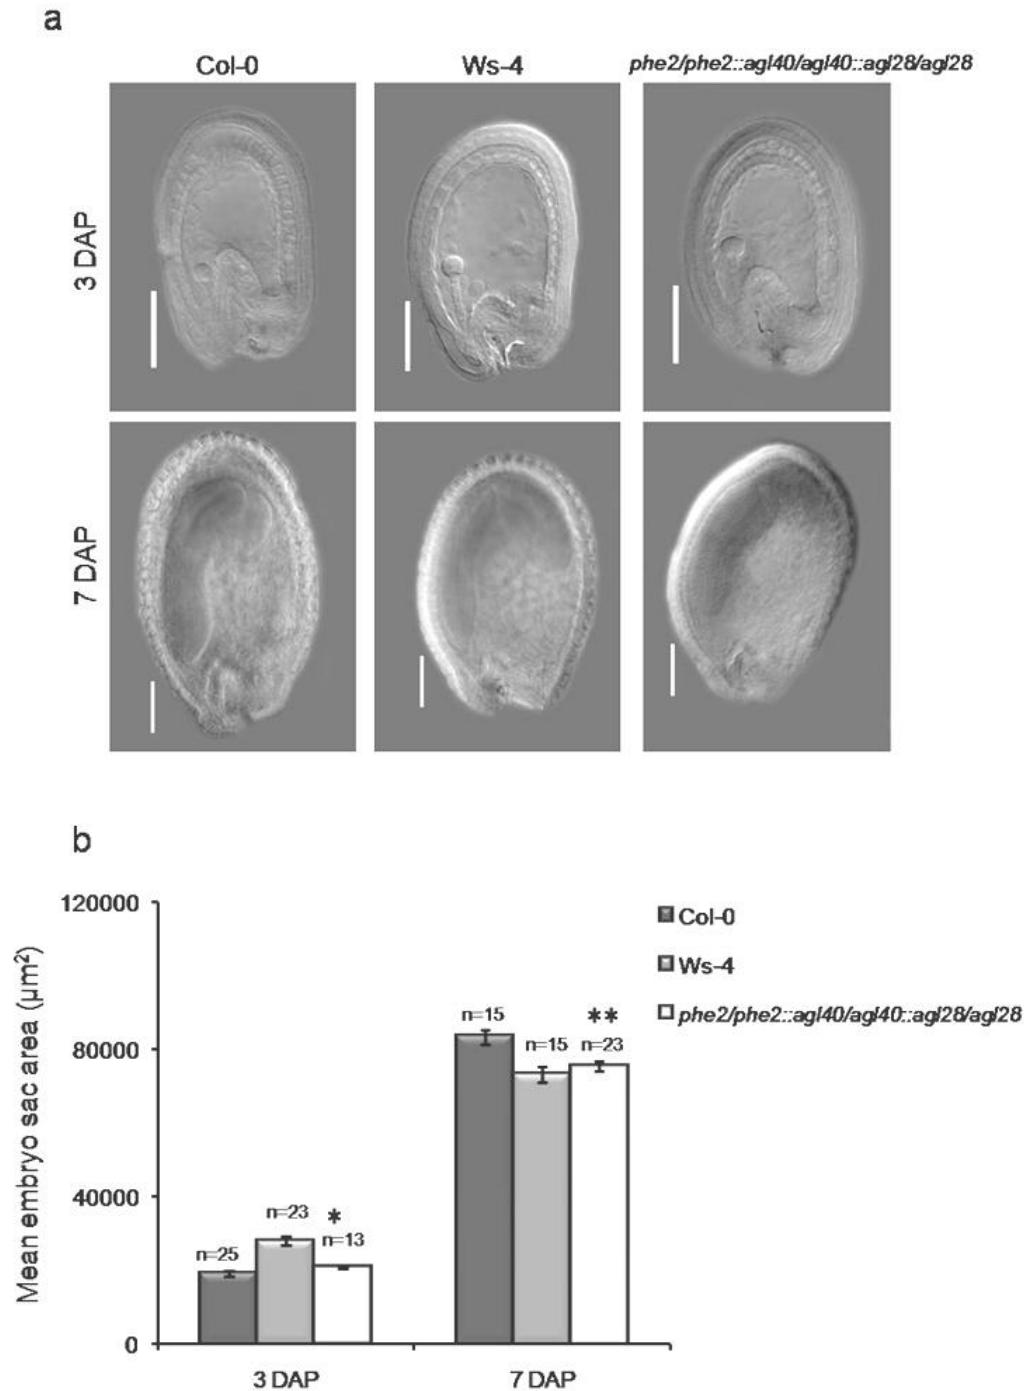 a
Col-0 Ws-4 phe2/phe2::agl40/agl40::agl28/agl28
3 DAP
7 DAP
b
Mean embryo sac area (µm²)
120000
80000
40000
0
Col-0
Ws-4
phe2/phe2::agl40/agl40::agl28/agl28
n=15
**
n=15 n=23
n=23 *
n=25 n=13
3 DAP 7 DAP